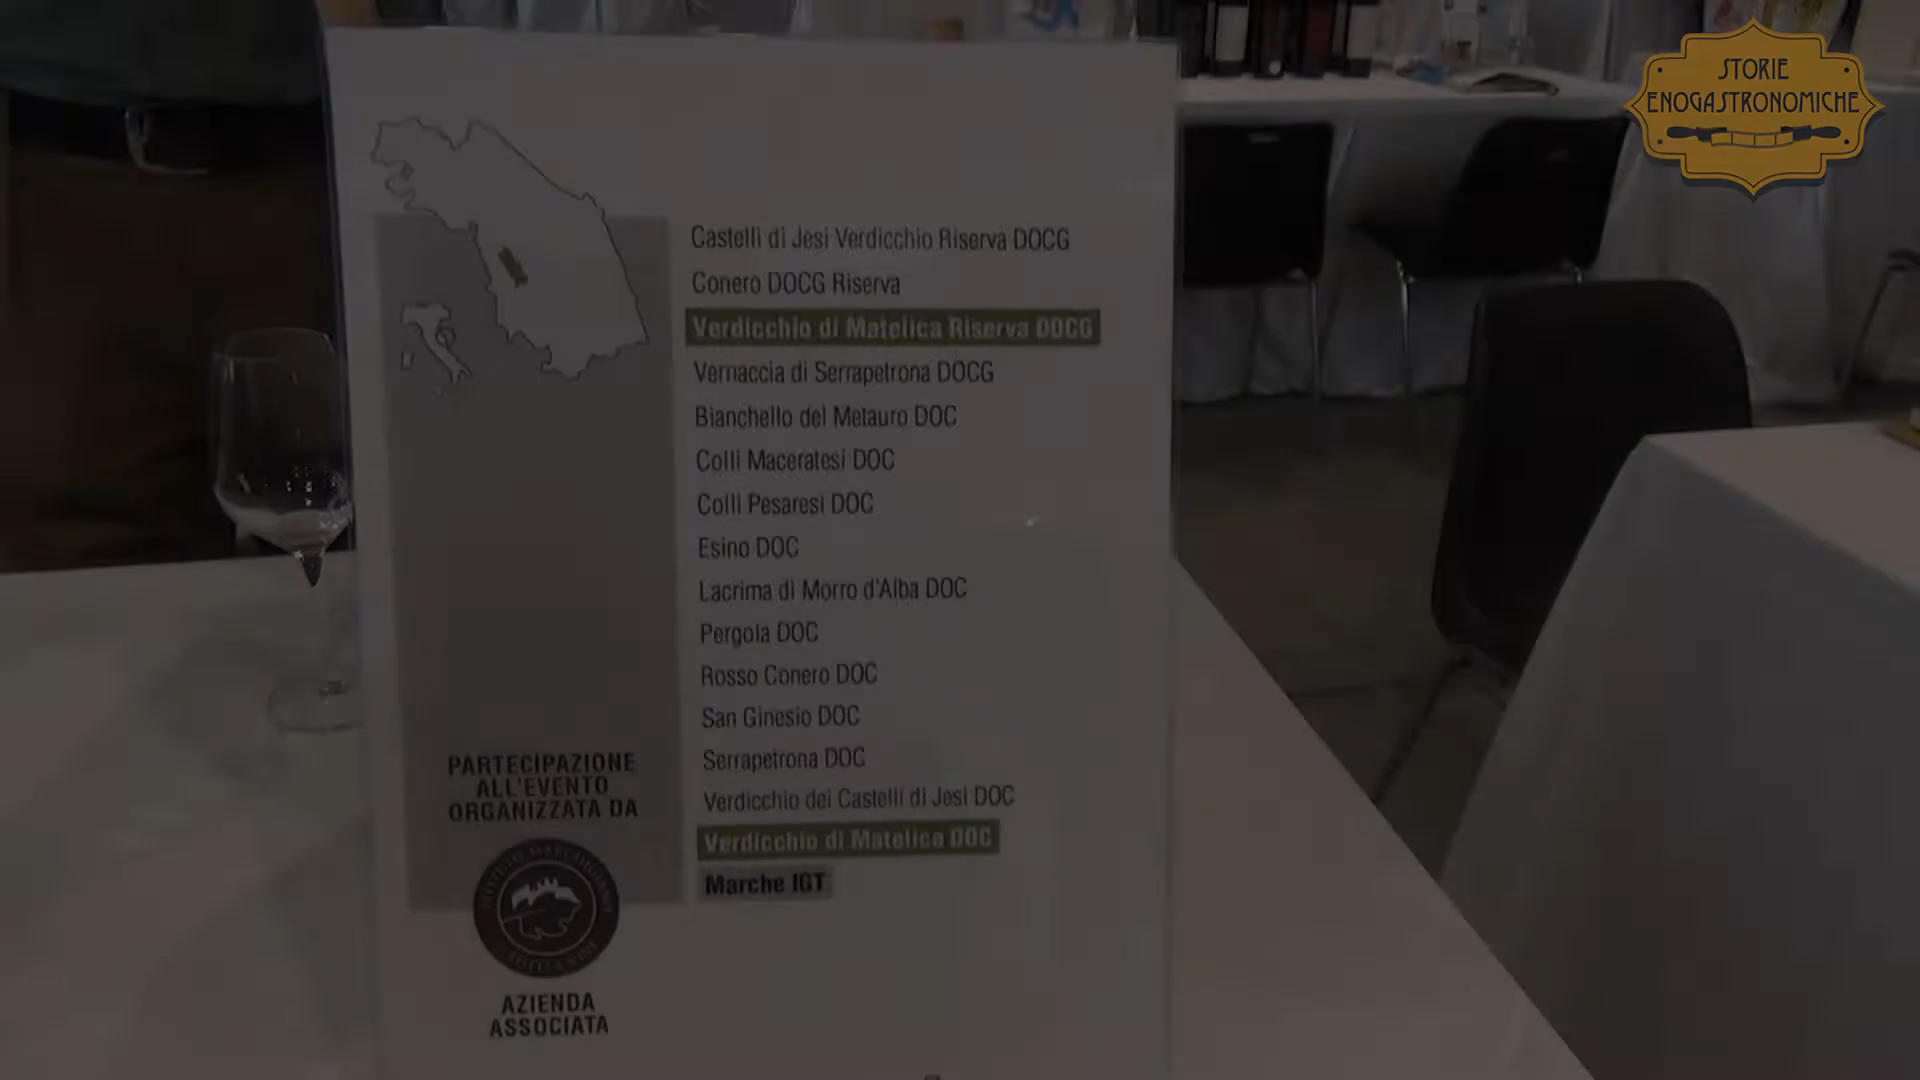 STORIE
ENOGASTRONOMICHE
Castelli di Jesi Verdicchio Riserva DOCG
Conero DOCG Riserva
Verdicchio di Matelica Riserva DOCG
Vernaccia di Serrapetrona DOCG
Bianchello del Metauro DOC
Colli Maceratesi DOC
Colli Pesaresi DOC
Esino DOC
Lacrima di Morro d'Alba DOC
Pergola DOC
Rosso Conero DOC
San Ginesio DOC
Serrapetrona DOC
Verdicchio dei Castelli di Jesi DOC
Verdicchio di Matelica DOC
Marche IGT
PARTECIPAZIONE
ALL'EVENTO
ORGANIZZATA DA
AZIENDA
ASSOCIATA